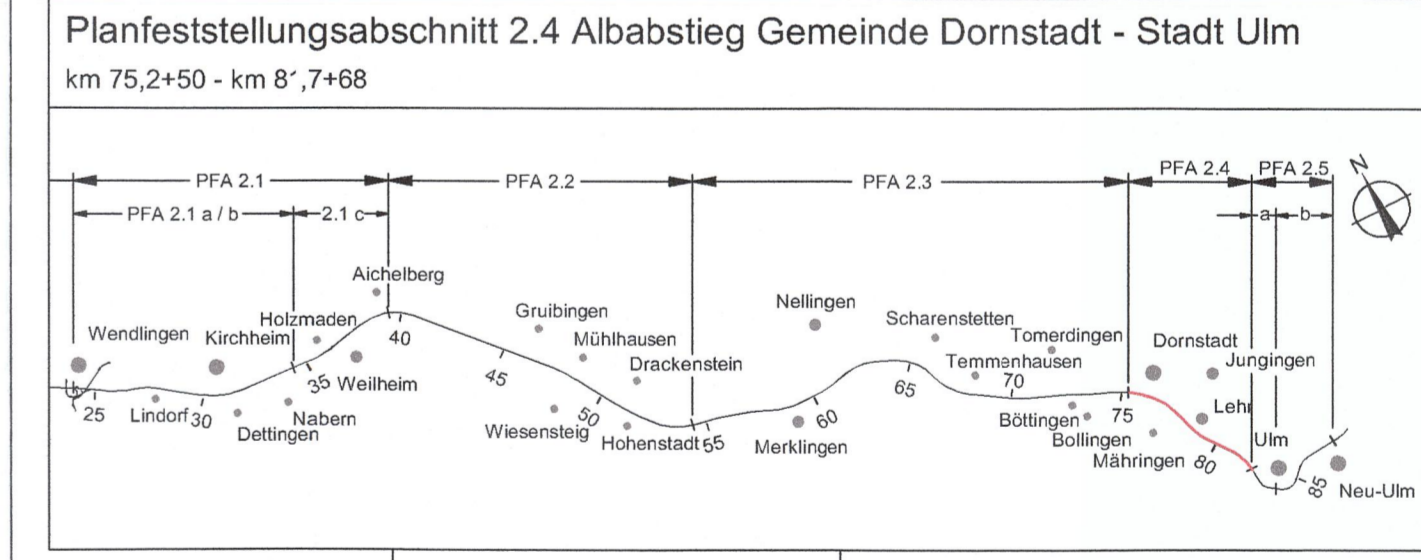 Planfeststellungsabschnitt 2.4 Albabstieg Gemeinde Dornstadt - Stadt Ulm
km 75,2+50 - km 8´,7+68
PFA 2.1
PFA 2.2
PFA 2.3
PFA 2.4
PFA 2.5
N
PFA 2.1 a / b
2.1 c
a
b
Aichelberg
Wendlingen
Kirchheim
Holzmaden
40
Gruibingen
Mühlhausen
Drackenstein
Nellingen
Scharenstetten
Tomerdingen
Temmenhausen
Dornstadt
Jungingen
25
Lindorf
30
Dettingen
Nabern
35
Weilheim
45
Wiesensteig
50
Hohenstadt
55
Merklingen
60
65
70
Böttingen
Bollingen
75
Mähringen
80
Lehr
Ulm
85
Neu-Ulm